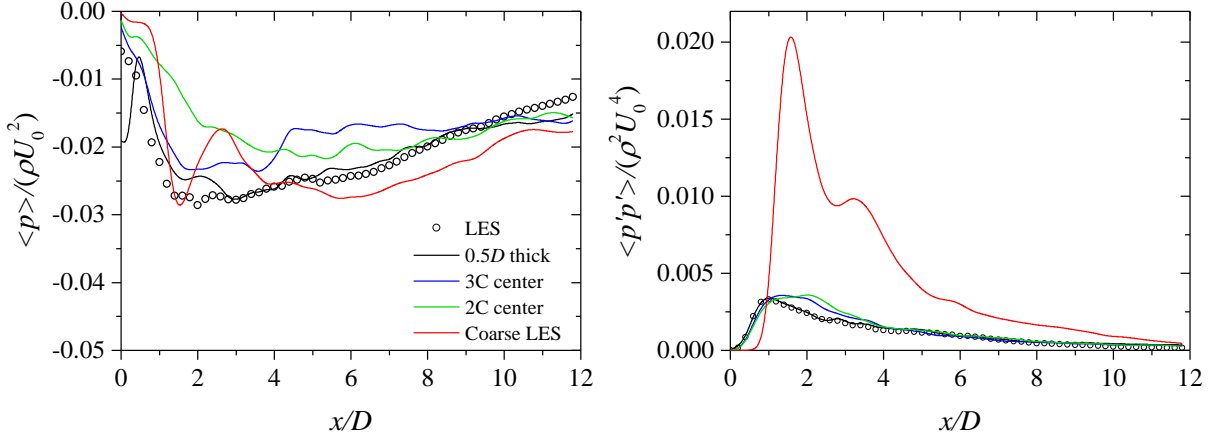 0.00
-0.01
-0.02
-0.03
-0.04
-0.05
<p>/(ρU₀²)
0 2 4 6 8 10 12
x/D
LES
0.5D thick
3C center
2C center
Coarse LES
0.020
0.015
0.010
0.005
0.000
<p'p'>/(ρ²U₀⁴)
0 2 4 6 8 10 12
x/D